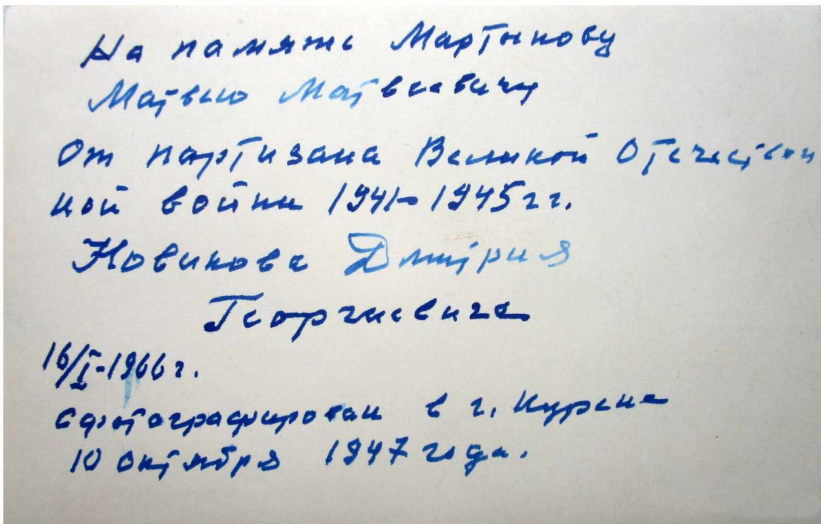 На память Мартынову
Матвею Матвеевичу
От партизана Великой Отечествен
ной войны 1941-1945 гг.
Новикова Дмитрия
Георгиевича
16/I-1966 г.
сфотографирован в г. Курске
10 октября 1947 года.